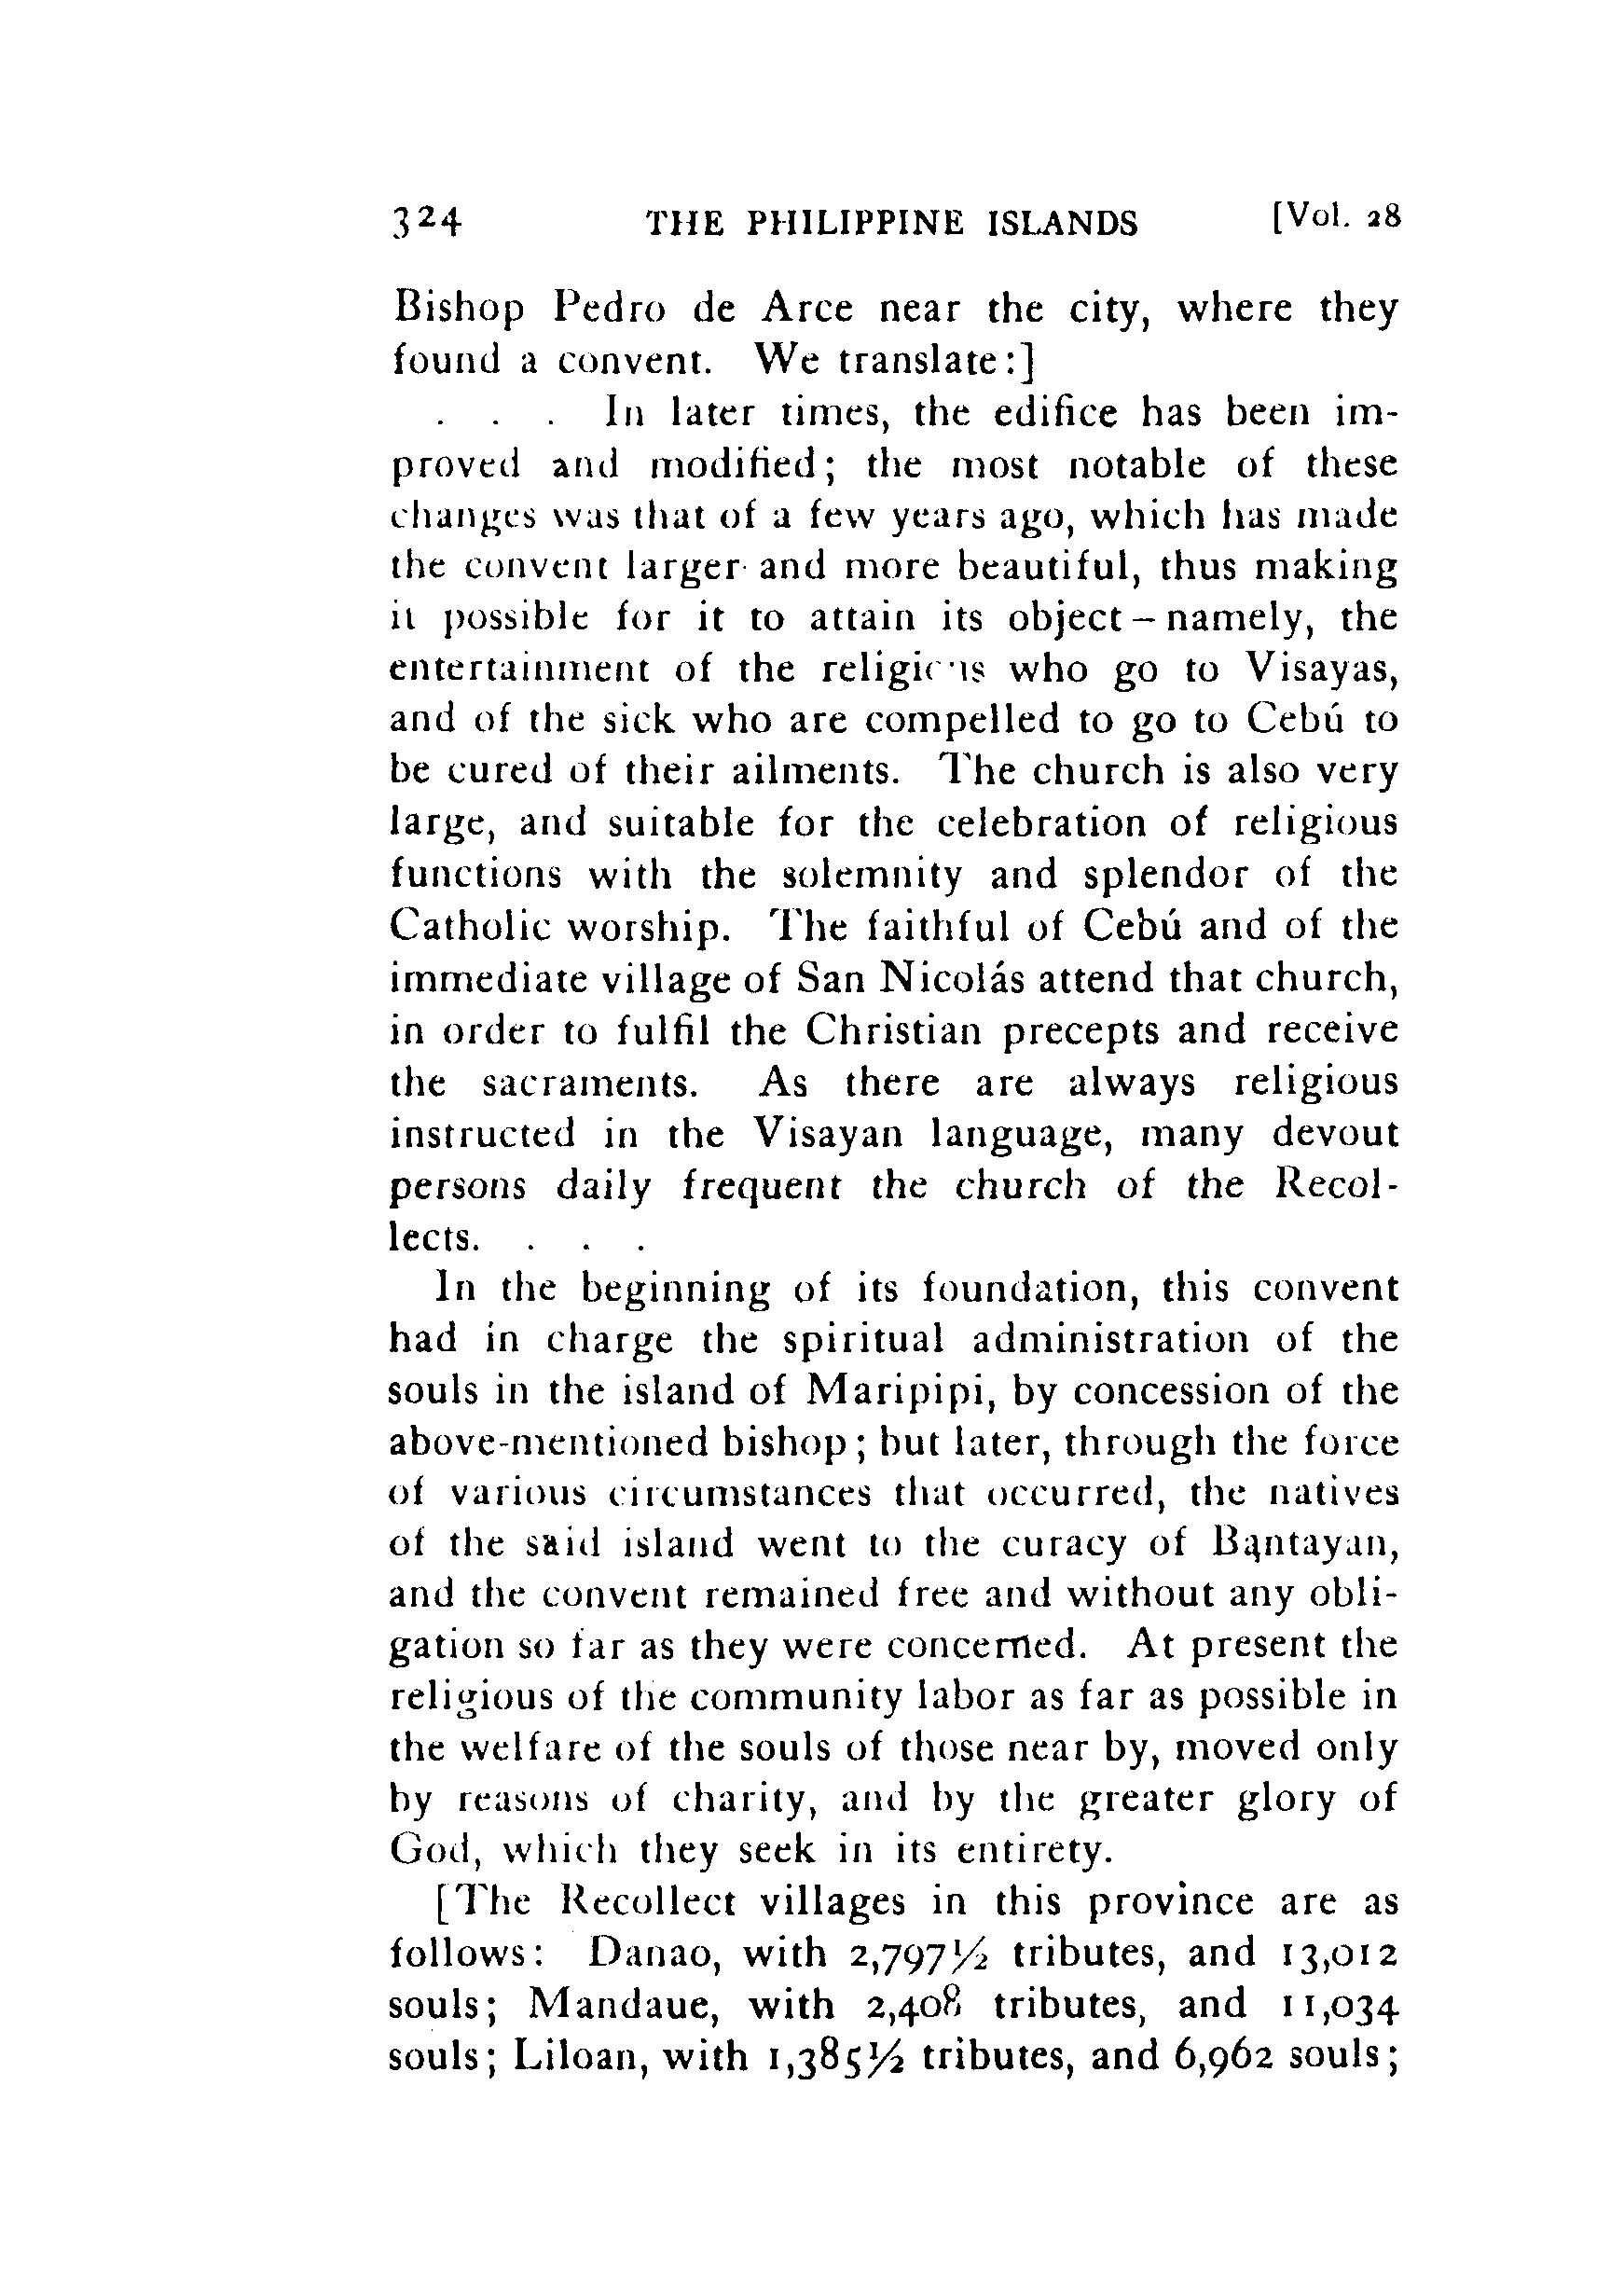 324 THE PHILIPPINE ISLANDS [Vol. 28
Bishop Pedro de Arce near the city, where they
found a convent. We translate:]
. . . In later times, the edifice has been im-
proved and modified; the most notable of these
changes was that of a few years ago, which has made
the convent larger and more beautiful, thus making
it possible for it to attain its object – namely, the
entertainment of the religious who go to Visayas,
and of the sick who are compelled to go to Cebú to
be cured of their ailments. The church is also very
large, and suitable for the celebration of religious
functions with the solemnity and splendor of the
Catholic worship. The faithful of Cebú and of the
immediate village of San Nicolás attend that church,
in order to fulfil the Christian precepts and receive
the sacraments. As there are always religious
instructed in the Visayan language, many devout
persons daily frequent the church of the Recol-
lects. . . .
In the beginning of its foundation, this convent
had in charge the spiritual administration of the
souls in the island of Maripipi, by concession of the
above-mentioned bishop; but later, through the force
of various circumstances that occurred, the natives
of the said island went to the curacy of Bantayan,
and the convent remained free and without any obli-
gation so far as they were concerned. At present the
religious of the community labor as far as possible in
the welfare of the souls of those near by, moved only
by reasons of charity, and by the greater glory of
God, which they seek in its entirety.
[The Recollect villages in this province are as
follows: Danao, with 2,797½ tributes, and 13,012
souls; Mandaue, with 2,408 tributes, and 11,034
souls; Liloan, with 1,385½ tributes, and 6,962 souls;